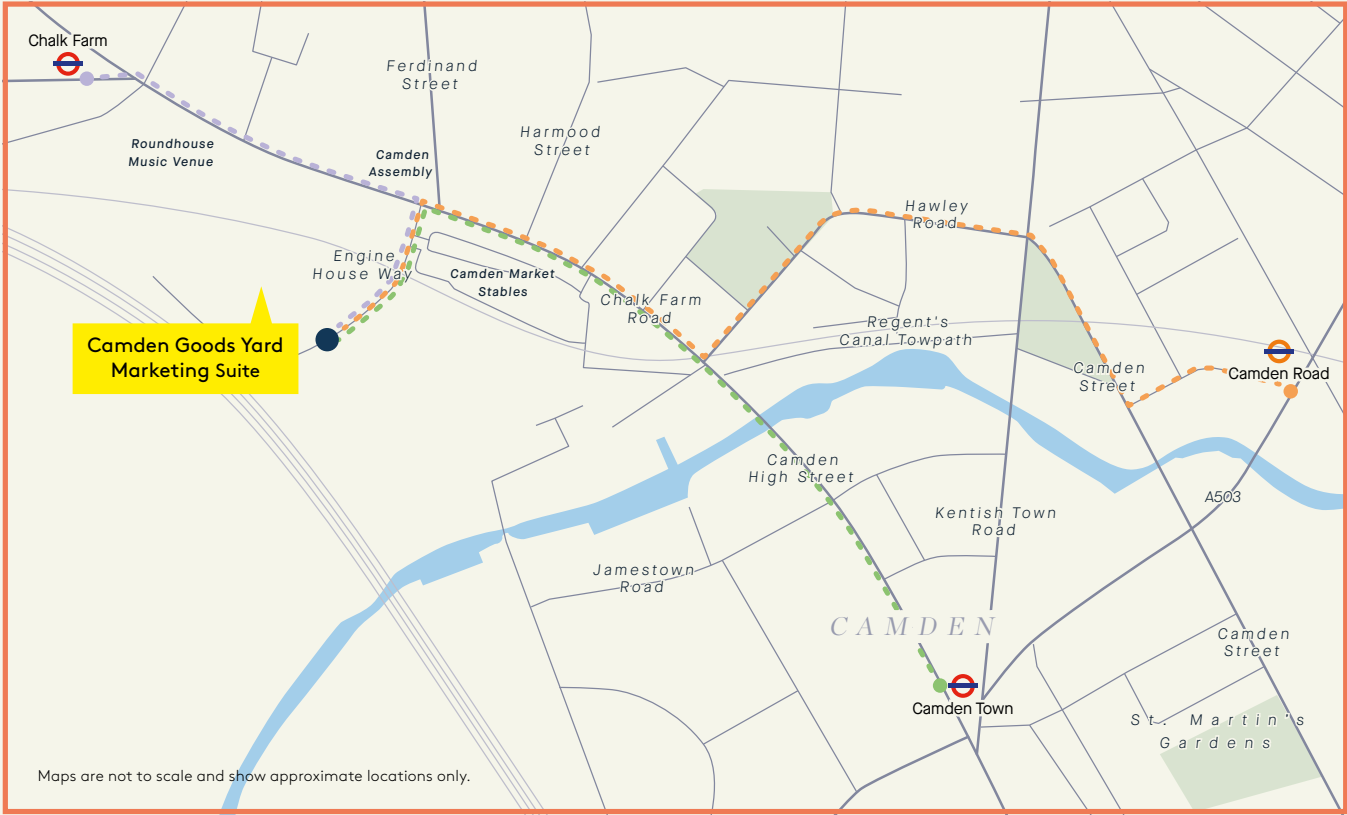 Chalk Farm
Ferdinand
Street
Harmood
Street
Roundhouse
Music Venue
Camden
Assembly
Hawley
Road
Engine
House Way
Camden Market
Stables
Chalk Farm
Road
Regent's
Canal Towpath
Camden Goods Yard
Marketing Suite
Camden
Street
Camden Road
Camden
High Street
A503
Kentish Town
Road
Jamestown
Road
CAMDEN
Camden
Street
Camden Town
St. Martin's
Gardens
Maps are not to scale and show approximate locations only.